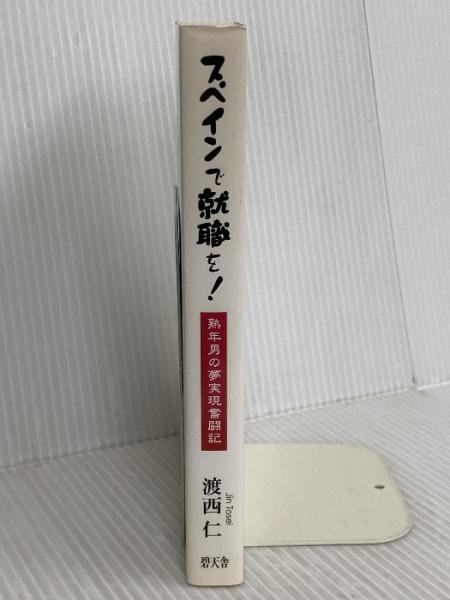 スペインで就職を!
熟年男の夢実現奮闘記
渡西仁
Jin Tosei
碧天舎